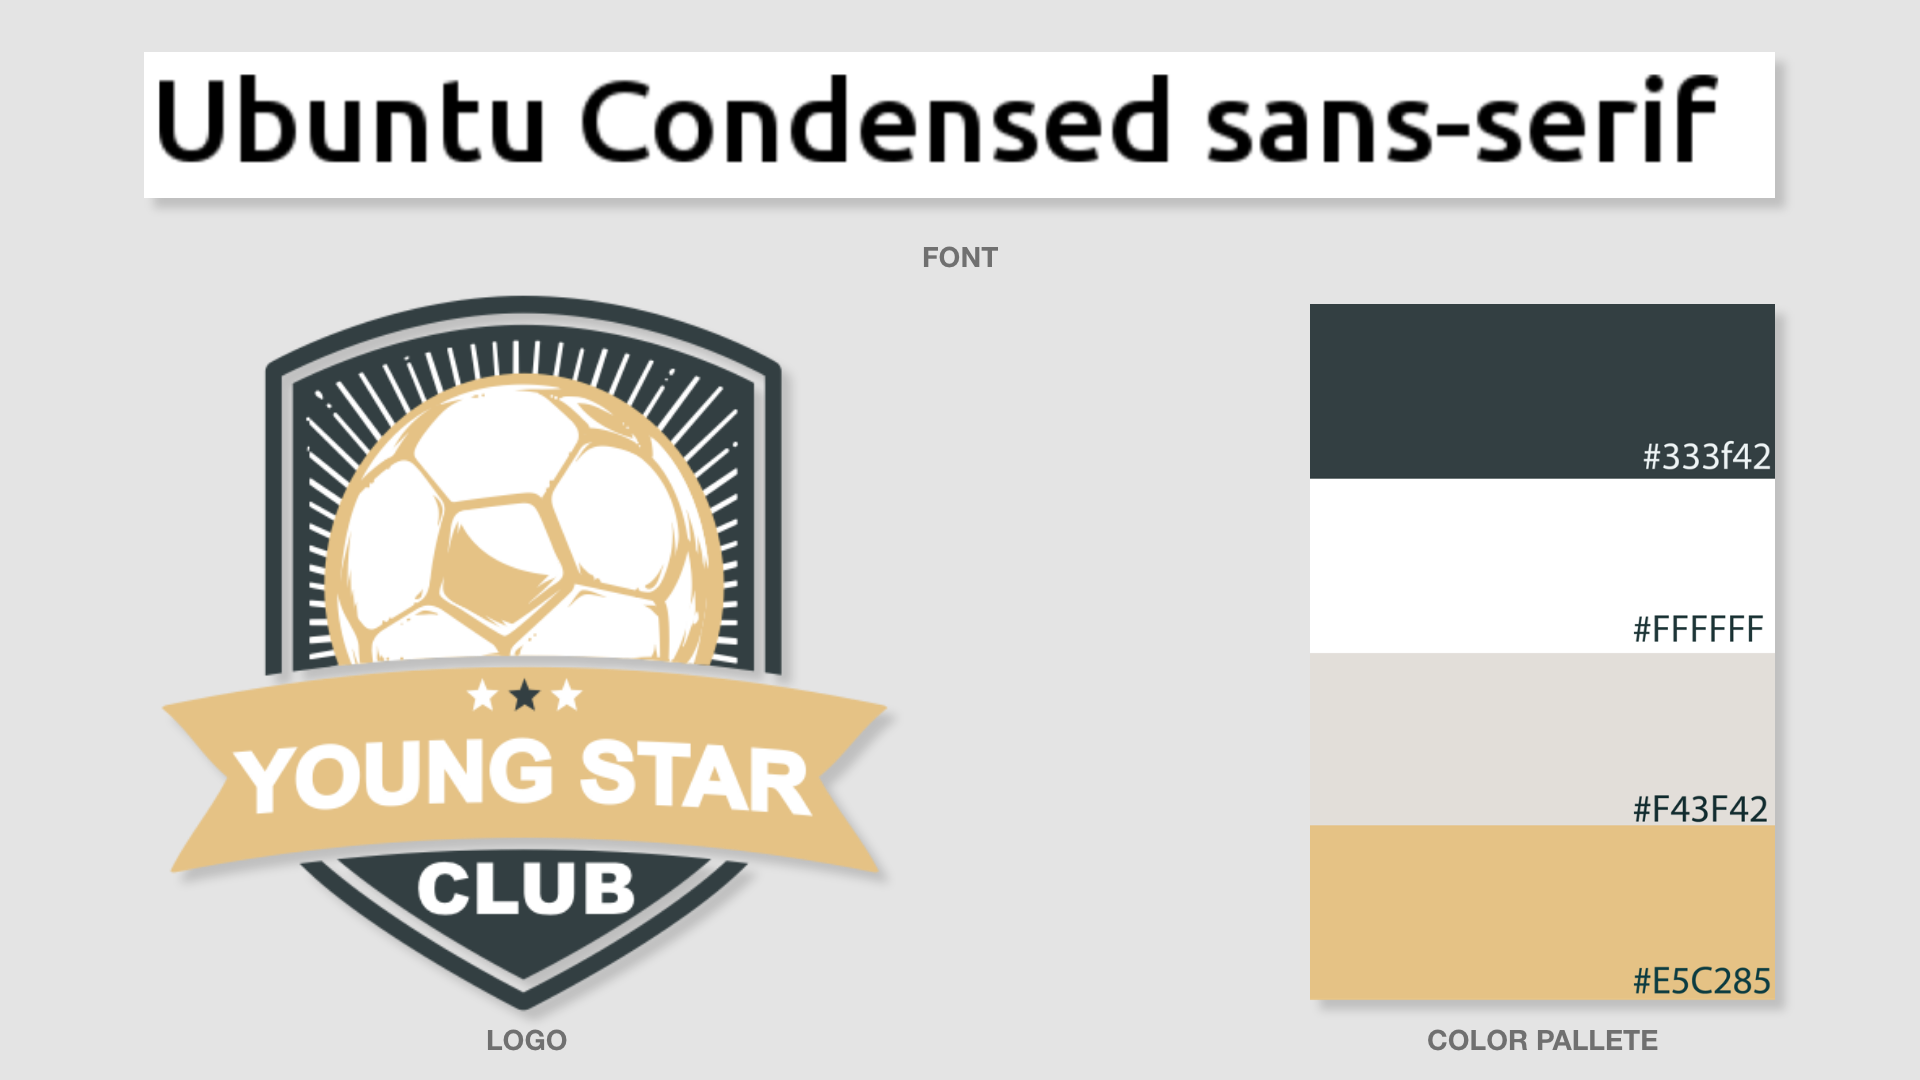 Ubuntu Condensed sans-serif
FONT
YOUNG STAR
CLUB
LOGO
#333f42
#FFFFFF
#F43F42
#E5C285
COLOR PALLETE